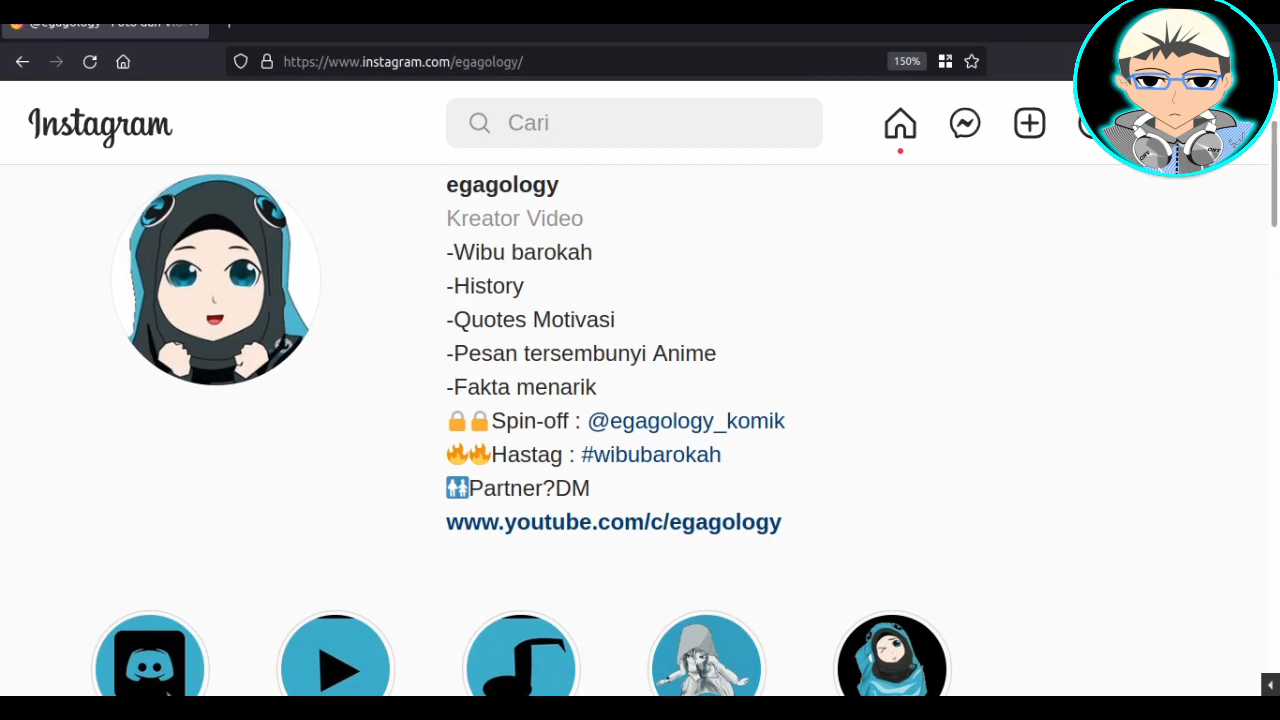 https://www.instagram.com/egagology/
150%
Instagram
Cari
egagology
Kreator Video
-Wibu barokah
-History
-Quotes Motivasi
-Pesan tersembunyi Anime
-Fakta menarik
🔒🔒Spin-off : @egagology_komik
🔥🔥Hastag : #wibubarokah
🚻Partner?DM
www.youtube.com/c/egagology